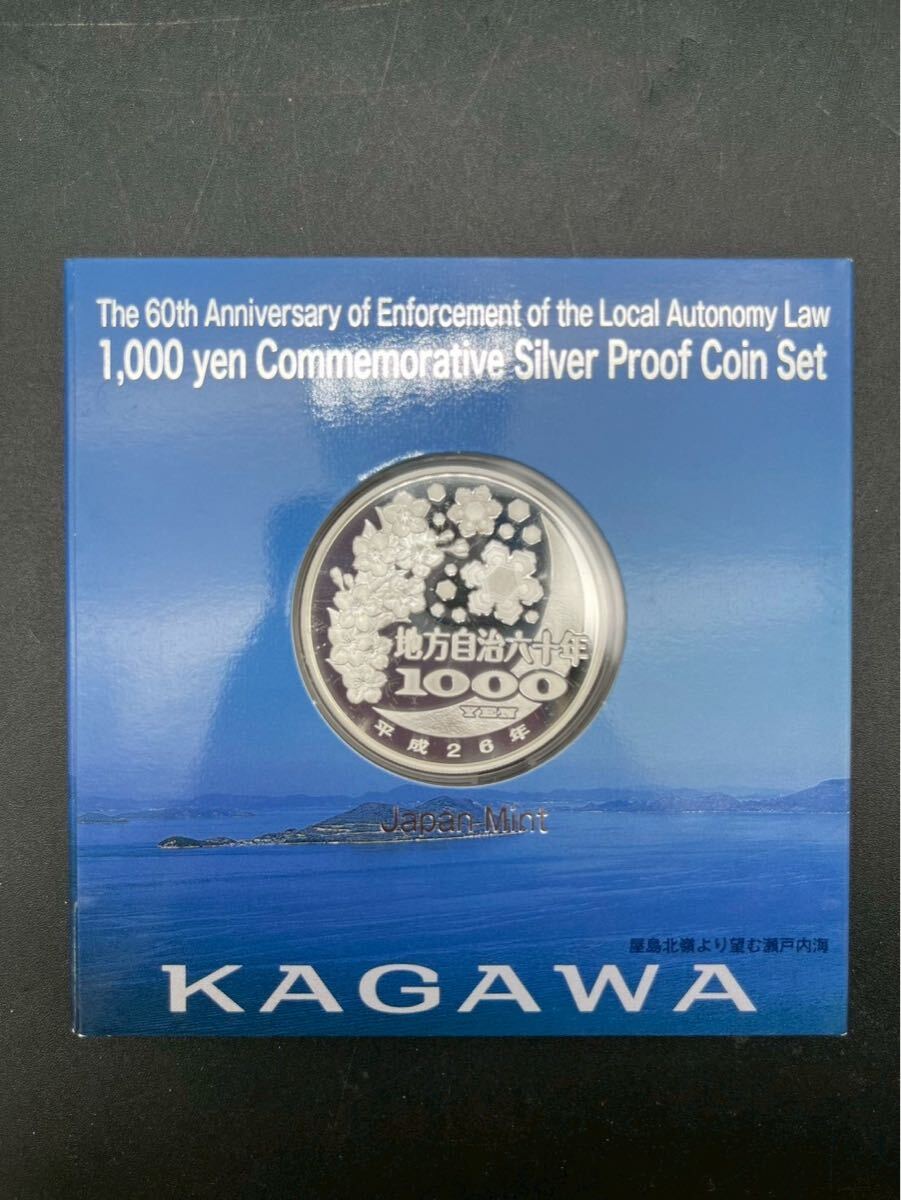 The 60th Anniversary of Enforcement of the Local Autonomy Law
1,000 yen Commemorative Silver Proof Coin Set
地方自治六十年
1000
YEN
平成26年
Japan Mint
屋島北嶺より望む瀬戸内海
KAGAWA